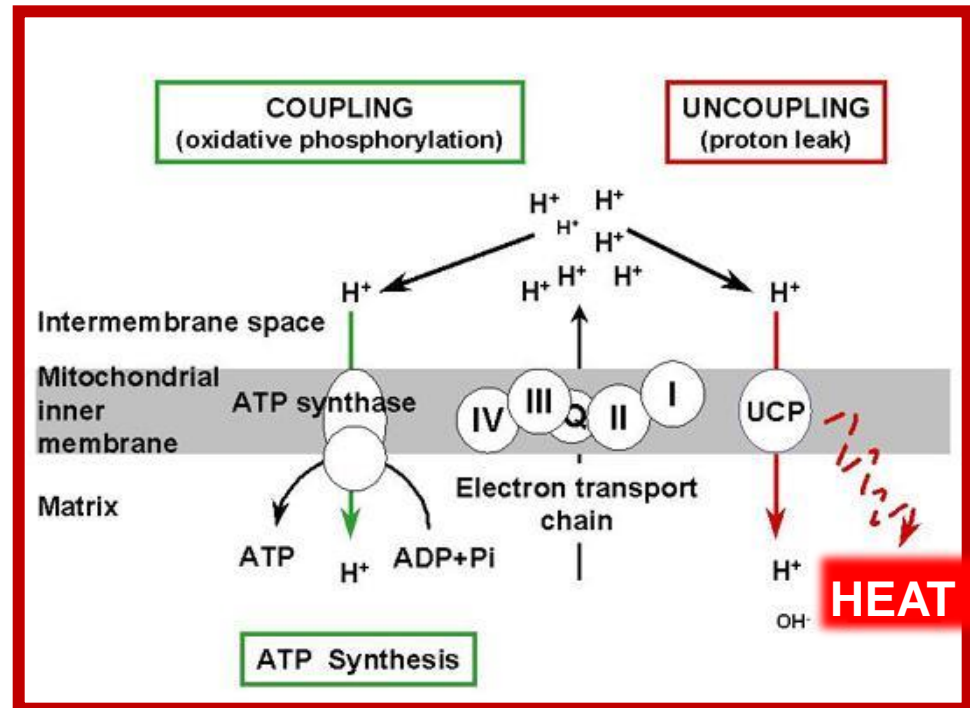 COUPLING
(oxidative phosphorylation)
UNCOUPLING
(proton leak)
H⁺ H⁺
H⁺
H⁺
H⁺ H⁺ H⁺
H⁺
H⁺
Intermembrane space
Mitochondrial
inner
membrane
ATP synthase
IV III Q II I
UCP
Matrix
Electron transport
chain
ATP
H⁺
ADP+Pi
H⁺
OH⁻
HEAT
ATP Synthesis